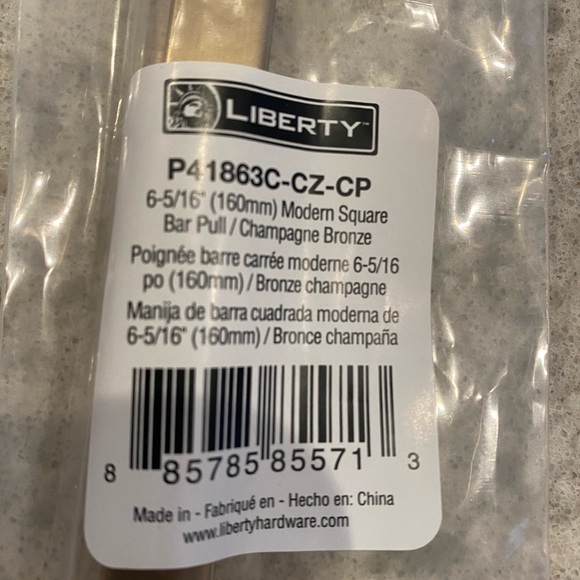 LIBERTY™
P41863C-CZ-CP
6-5/16" (160mm) Modern Square
Bar Pull / Champagne Bronze
Poignée barre carrée moderne 6-5/16
po (160mm) / Bronze champagne
Manija de barra cuadrada moderna de
6-5/16" (160mm) / Bronce champaña
8 85785 85571 3
Made in - Fabriqué en - Hecho en: China
www.libertyhardware.com